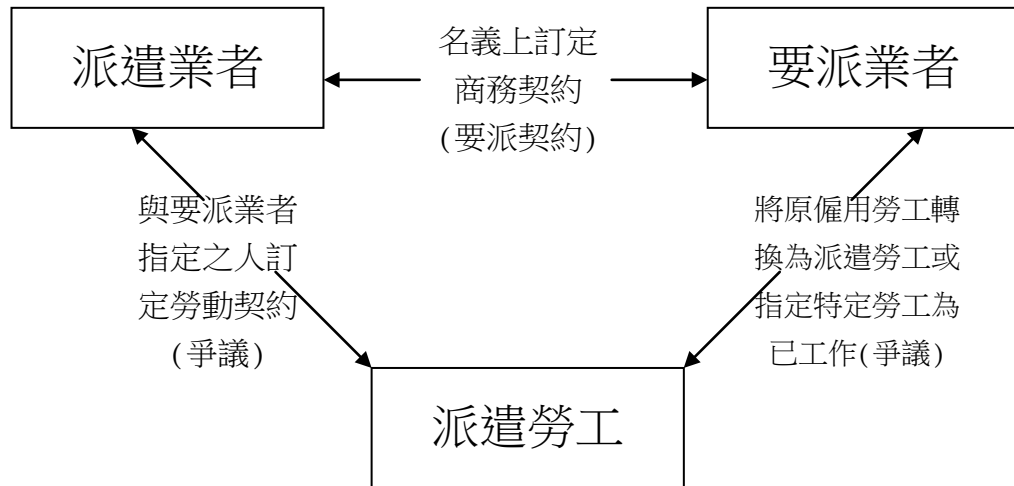 派遣業者
名義上訂定
商務契約
(要派契約)
要派業者
與要派業者
指定之人訂
定勞動契約
(爭議)
將原僱用勞工轉
換為派遣勞工或
指定特定勞工為
已工作(爭議)
派遣勞工